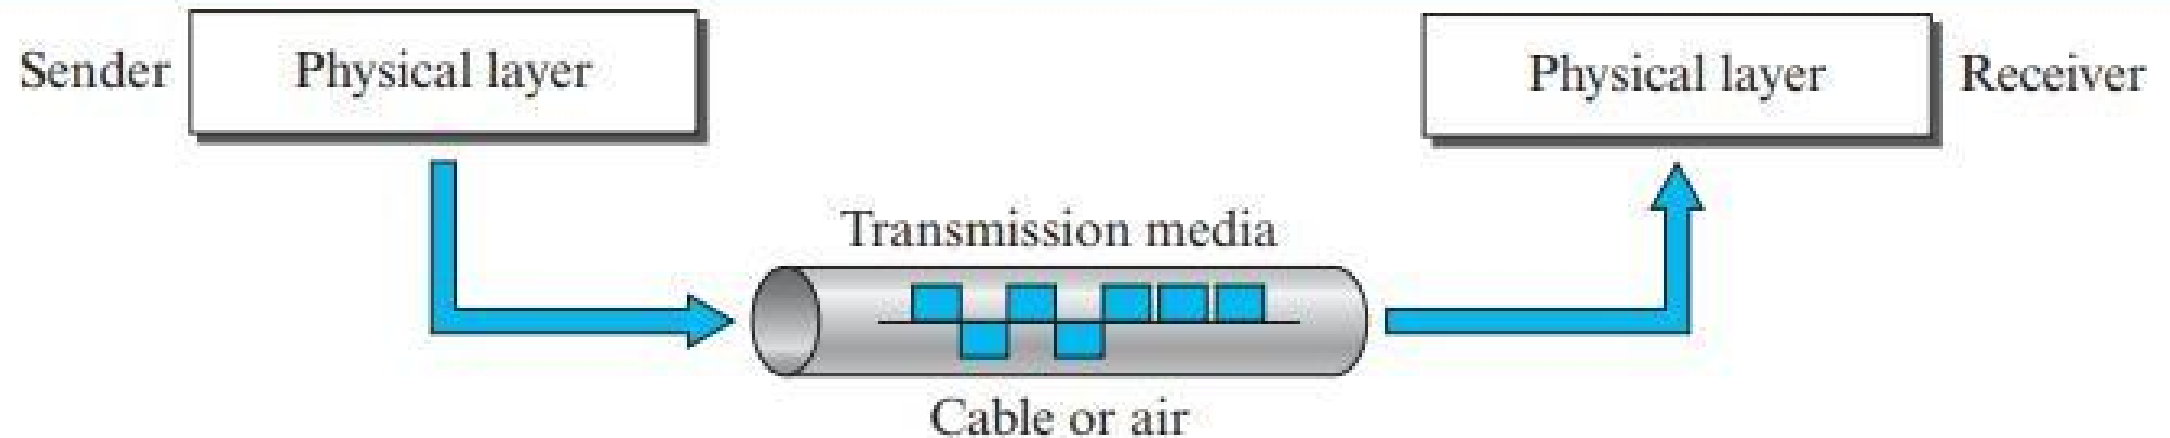 Sender
Physical layer
Physical layer
Receiver
Transmission media
Cable or air